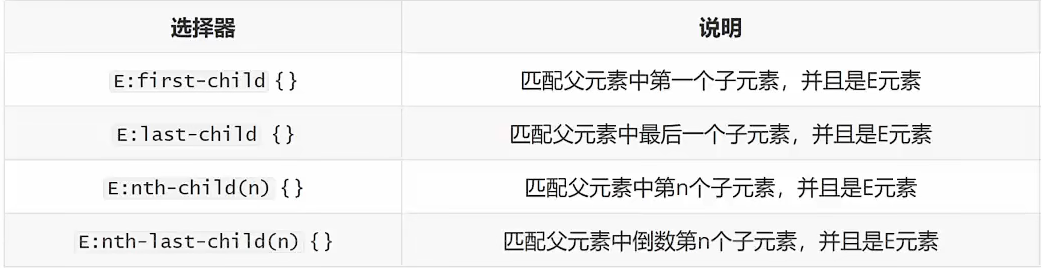 选择器 说明
E:first-child {} 匹配父元素中第一个子元素，并且是E元素
E:last-child {} 匹配父元素中最后一个子元素，并且是E元素
E:nth-child(n) {} 匹配父元素中第n个子元素，并且是E元素
E:nth-last-child(n) {} 匹配父元素中倒数第n个子元素，并且是E元素